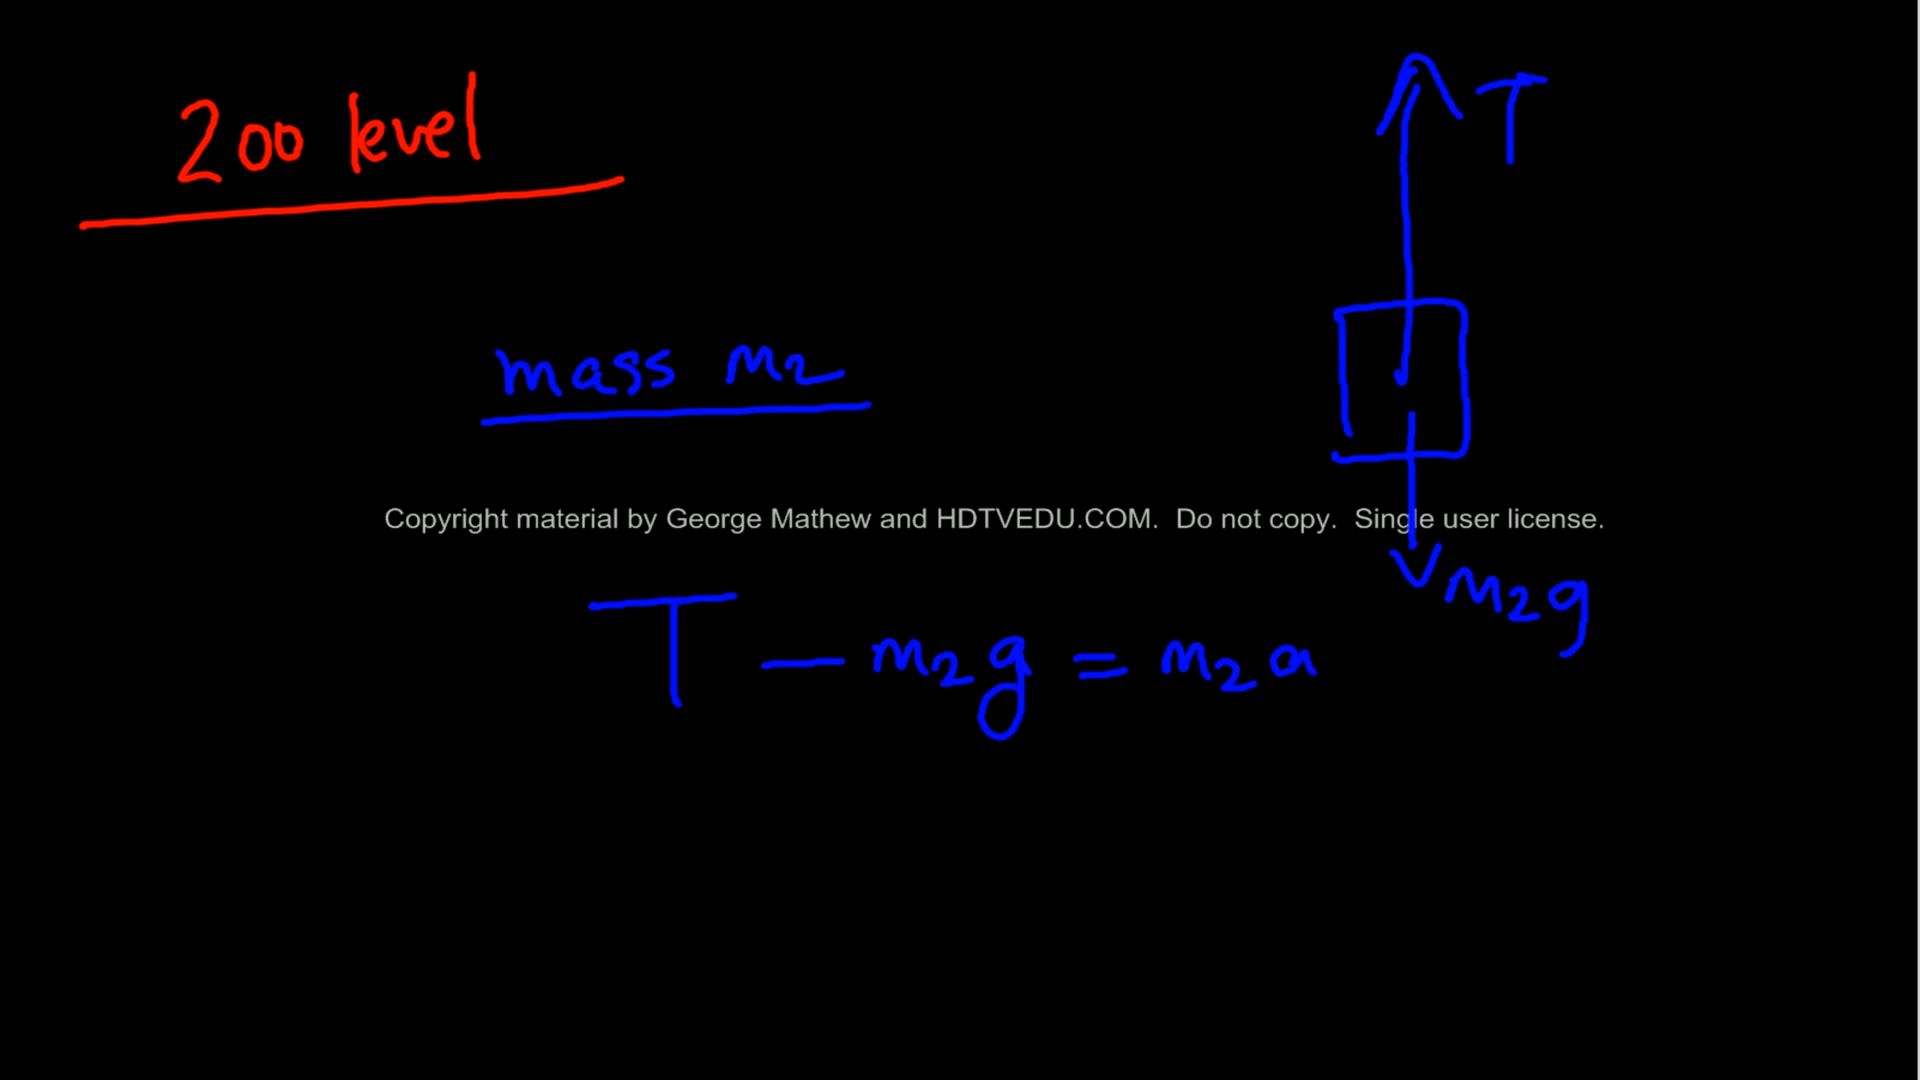 200 level
T
mass m₂
Copyright material by George Mathew and HDTVEDU.COM. Do not copy. Single user license.
m₂g
T — m₂g = m₂a